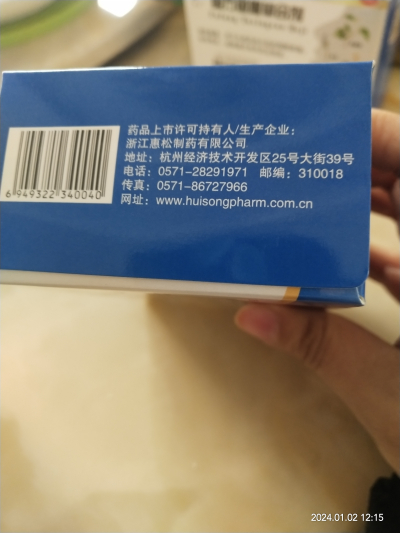 药品上市许可持有人/生产企业:
浙江惠松制药有限公司
地址: 杭州经济技术开发区25号大街39号
电话: 0571-28291971 邮编: 310018
传真: 0571-86727966
网址: www.huisongpharm.com.cn
6 949322 340040
2024.01.02 12:15